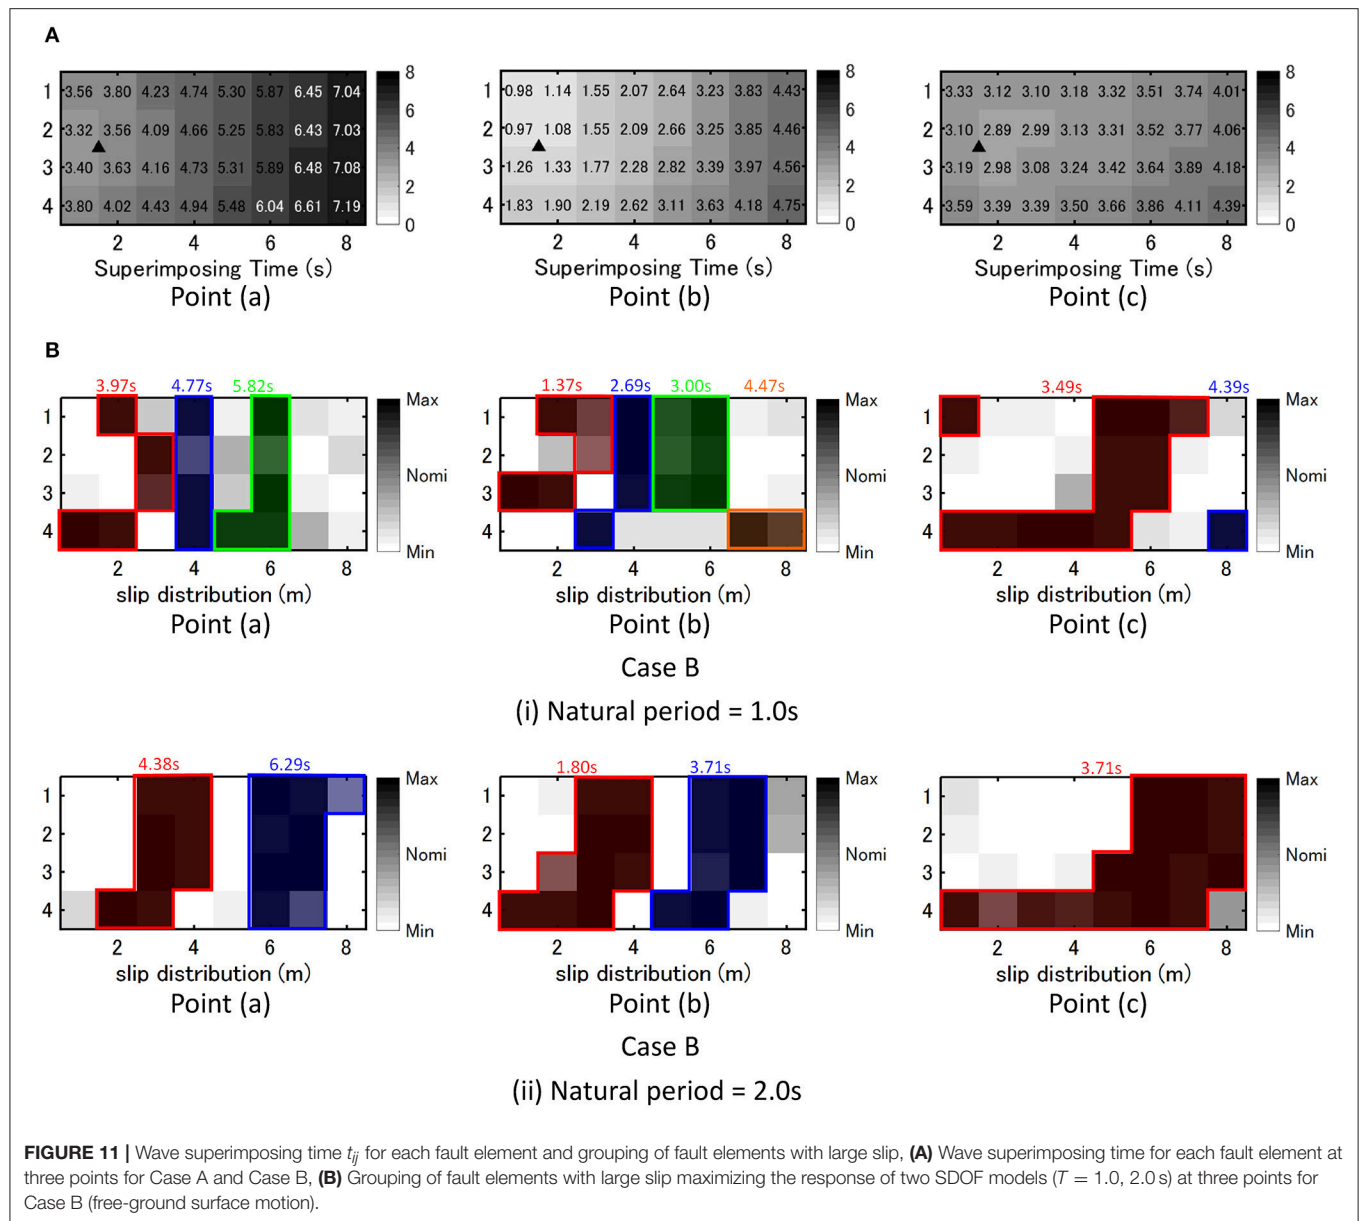 A
1 3.56 3.80 4.23 4.74 5.30 5.87 6.45 7.04
2 3.32 3.56 4.09 4.66 5.25 5.83 6.43 7.03
3 3.40 3.63 4.16 4.73 5.31 5.89 6.48 7.08
4 3.80 4.02 4.43 4.94 5.48 6.04 6.61 7.19
2 4 6 8
8
6
4
2
0
Superimposing Time (s)
Point (a)
1 0.98 1.14 1.55 2.07 2.64 3.23 3.83 4.43
2 0.97 1.08 1.55 2.09 2.66 3.25 3.85 4.46
3 1.26 1.33 1.77 2.28 2.82 3.39 3.97 4.56
4 1.83 1.90 2.19 2.62 3.11 3.63 4.18 4.75
2 4 6 8
8
6
4
2
0
Superimposing Time (s)
Point (b)
1 3.33 3.12 3.10 3.18 3.32 3.51 3.74 4.01
2 3.10 2.89 2.99 3.13 3.31 3.52 3.77 4.06
3 3.19 2.98 3.08 3.24 3.42 3.64 3.89 4.18
4 3.59 3.39 3.39 3.50 3.66 3.86 4.11 4.39
2 4 6 8
8
6
4
2
0
Superimposing Time (s)
Point (c)
B
3.97s 4.77s 5.82s
1
2
3
4
2 4 6 8
Max
Nomi
Min
slip distribution (m)
Point (a)
1.37s 2.69s 3.00s 4.47s
1
2
3
4
2 4 6 8
Max
Nomi
Min
slip distribution (m)
Point (b)
3.49s 4.39s
1
2
3
4
2 4 6 8
Max
Nomi
Min
slip distribution (m)
Point (c)
Case B
(i) Natural period = 1.0s
4.38s 6.29s
1
2
3
4
2 4 6 8
Max
Nomi
Min
slip distribution (m)
Point (a)
1.80s 3.71s
1
2
3
4
2 4 6 8
Max
Nomi
Min
slip distribution (m)
Point (b)
3.71s
1
2
3
4
2 4 6 8
Max
Nomi
Min
slip distribution (m)
Point (c)
Case B
(ii) Natural period = 2.0s
FIGURE 11 | Wave superimposing time tij for each fault element and grouping of fault elements with large slip, (A) Wave superimposing time for each fault element at
three points for Case A and Case B, (B) Grouping of fault elements with large slip maximizing the response of two SDOF models (T = 1.0, 2.0 s) at three points for
Case B (free-ground surface motion).